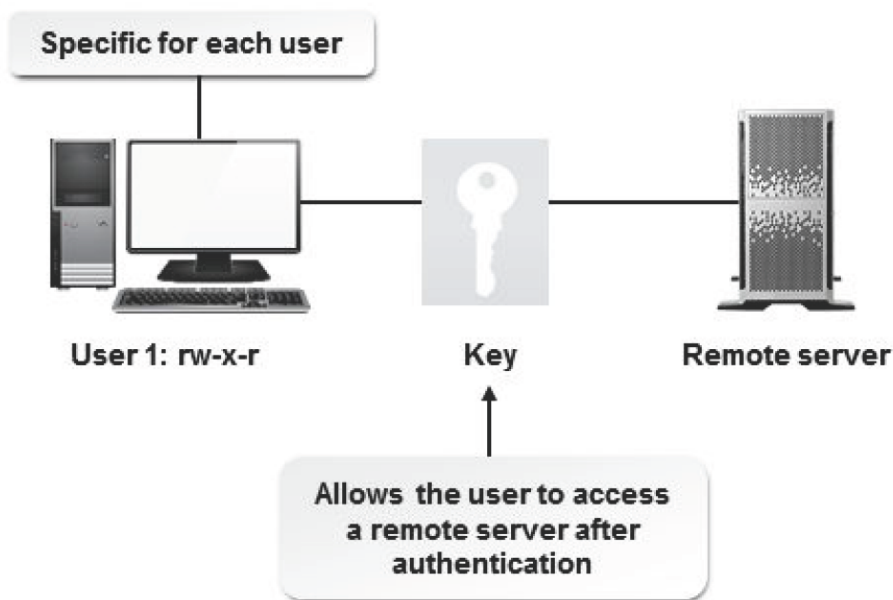 Specific for each user
User 1: rw-x-r
Key
Remote server
Allows the user to access
a remote server after
authentication